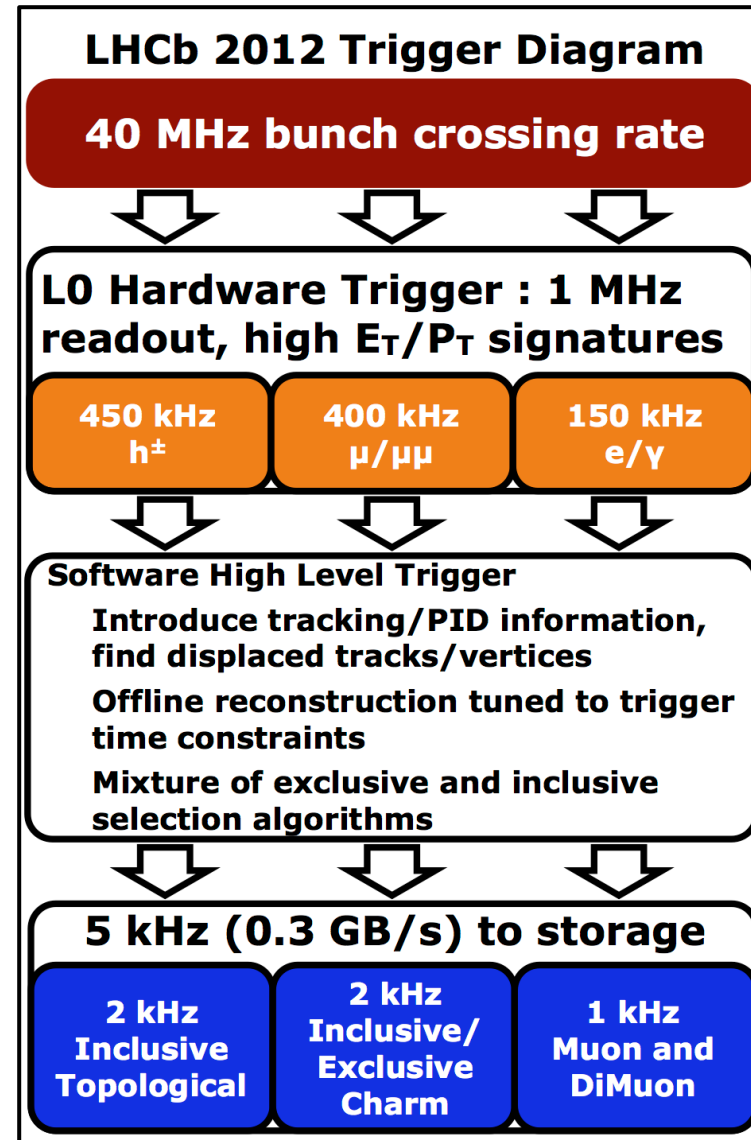 LHCb 2012 Trigger Diagram
40 MHz bunch crossing rate
L0 Hardware Trigger : 1 MHz
readout, high E_T/P_T signatures
450 kHz
h±
400 kHz
μ/μμ
150 kHz
e/γ
Software High Level Trigger
Introduce tracking/PID information,
find displaced tracks/vertices
Offline reconstruction tuned to trigger
time constraints
Mixture of exclusive and inclusive
selection algorithms
5 kHz (0.3 GB/s) to storage
2 kHz
Inclusive
Topological
2 kHz
Inclusive/
Exclusive
Charm
1 kHz
Muon and
DiMuon